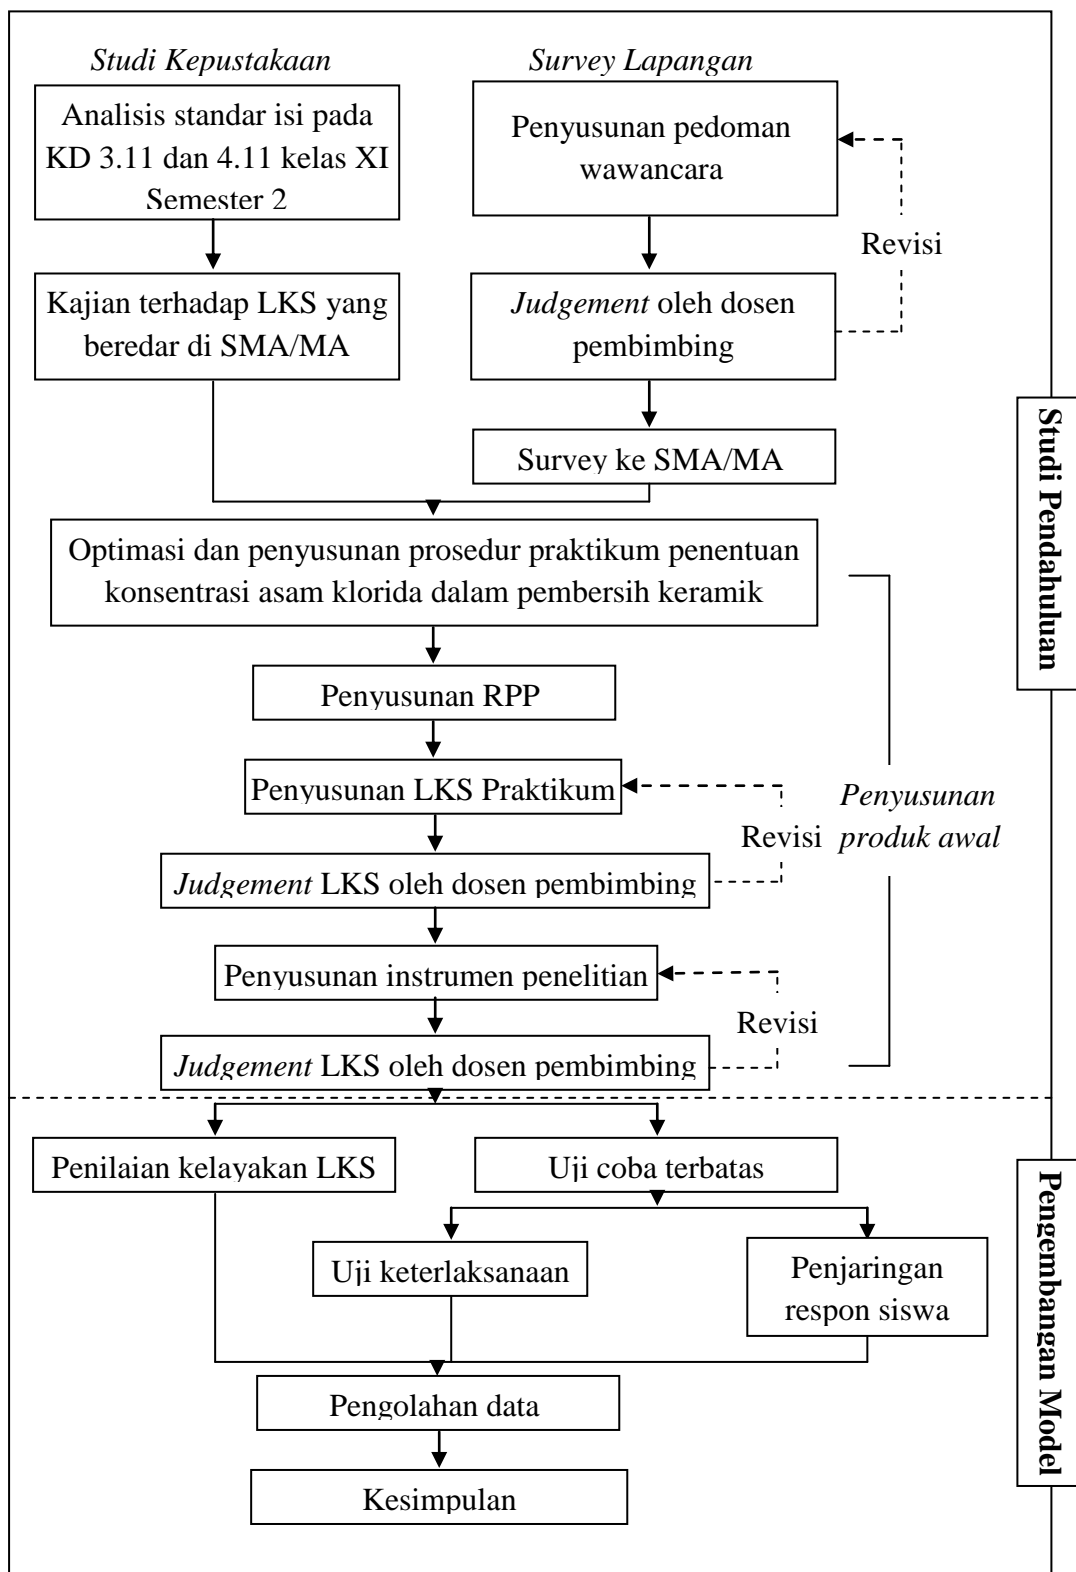 Studi Kepustakaan
Analisis standar isi pada
KD 3.11 dan 4.11 kelas XI
Semester 2
Kajian terhadap LKS yang
beredar di SMA/MA
Survey Lapangan
Penyusunan pedoman
wawancara
Revisi
Judgement oleh dosen
pembimbing
Survey ke SMA/MA
Studi Pendahuluan
Optimasi dan penyusunan prosedur praktikum penentuan
konsentrasi asam klorida dalam pembersih keramik
Penyusunan RPP
Penyusunan LKS Praktikum
Revisi
Penyusunan
produk awal
Judgement LKS oleh dosen pembimbing
Penyusunan instrumen penelitian
Revisi
Judgement LKS oleh dosen pembimbing
Penilaian kelayakan LKS
Uji coba terbatas
Uji keterlaksanaan
Penjaringan
respon siswa
Pengembangan Model
Pengolahan data
Kesimpulan